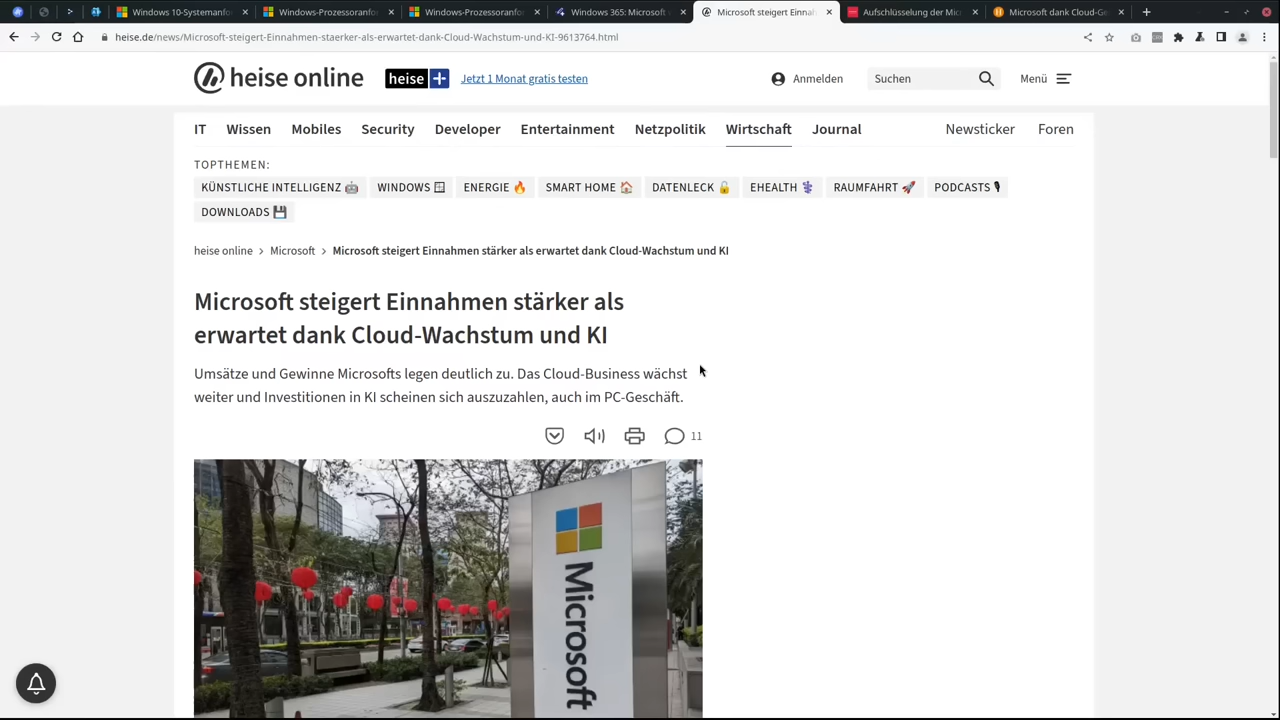 Windows 10-Systemanfo
Windows-Prozessoranfo
Windows-Prozessoranfo
Windows 365: Microsoft
Microsoft steigert Einnah
Aufschlüsselung der Mic
Microsoft dank Cloud-Ge
heise.de/news/Microsoft-steigert-Einnahmen-staerker-als-erwartet-dank-Cloud-Wachstum-und-KI-9613764.html
heise online
heise +
Jetzt 1 Monat gratis testen
Anmelden
Suchen
Menü
IT Wissen Mobiles Security Developer Entertainment Netzpolitik Wirtschaft Journal Newsticker Foren
TOPTHEMEN:
KÜNSTLICHE INTELLIGENZ 🤖 WINDOWS 🪟 ENERGIE 🔥 SMART HOME 🏠 DATENLECK 🔓 EHEALTH ⚕️ RAUMFAHRT 🚀 PODCASTS 🎙
DOWNLOADS 💾
heise online > Microsoft > Microsoft steigert Einnahmen stärker als erwartet dank Cloud-Wachstum und KI
Microsoft steigert Einnahmen stärker als
erwartet dank Cloud-Wachstum und KI
Umsätze und Gewinne Microsofts legen deutlich zu. Das Cloud-Business wächst
weiter und Investitionen in KI scheinen sich auszuzahlen, auch im PC-Geschäft.
11
Microsoft